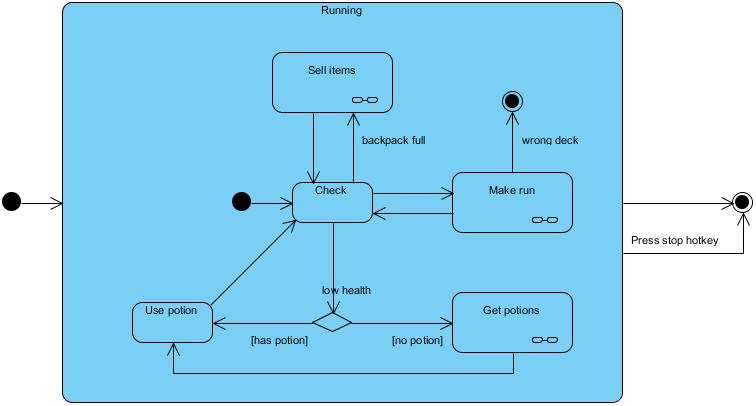 Running
Sell items
backpack full
wrong deck
Check
Make run
Press stop hotkey
low health
Use potion
Get potions
[has potion]
[no potion]